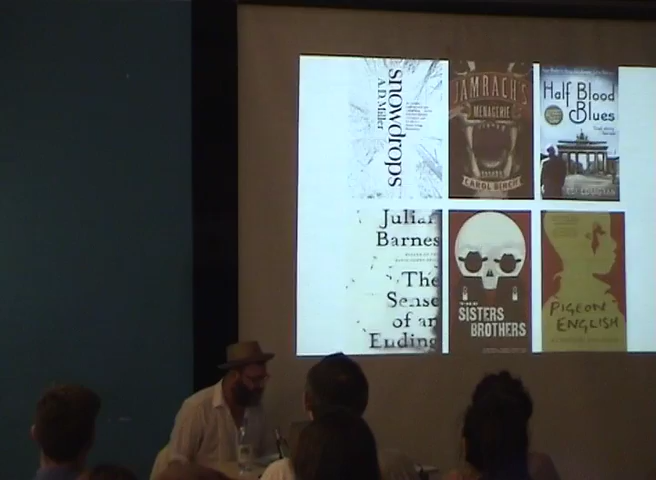 snowdrops
A.D. Miller
JAMRACH'S
MENAGERIE
CAROL BIRCH
Half Blood
Blues
Julian
Barnes
The
Sense
of an
Ending
SISTERS
BROTHERS
PIGEON
ENGLISH